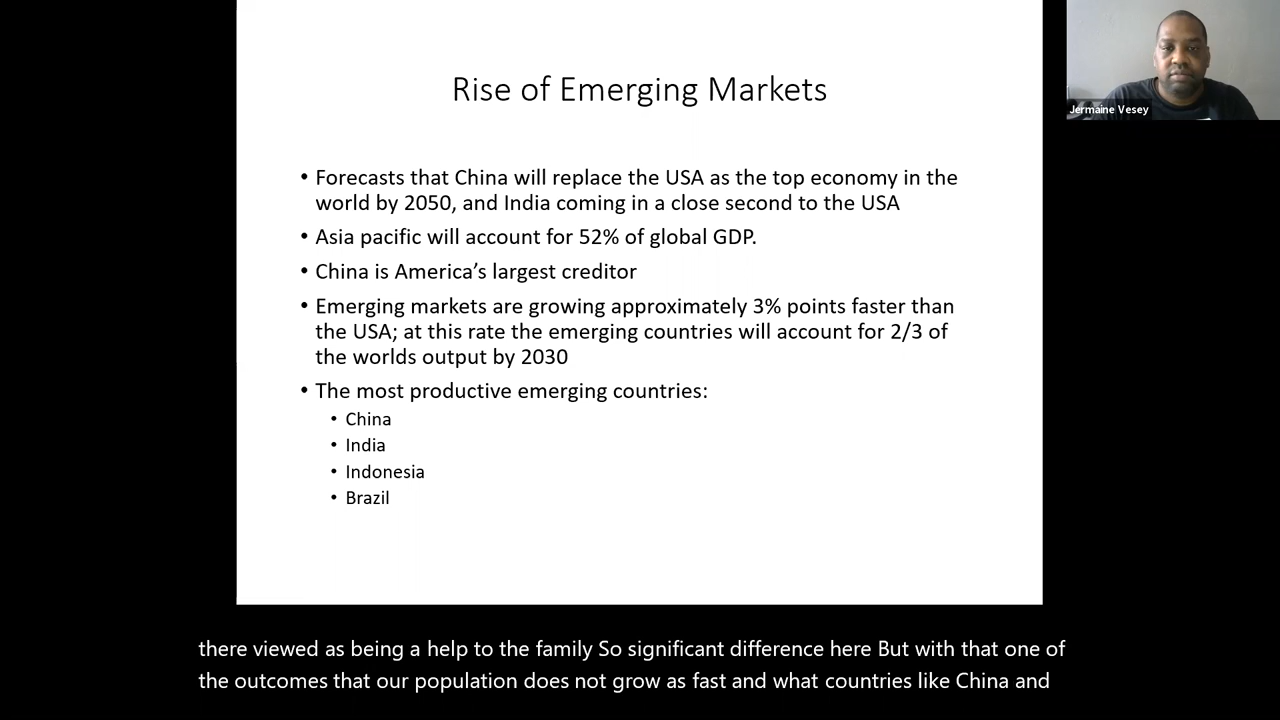 Rise of Emerging Markets
Jermaine Vesey
• Forecasts that China will replace the USA as the top economy in the
world by 2050, and India coming in a close second to the USA
• Asia pacific will account for 52% of global GDP.
• China is America’s largest creditor
• Emerging markets are growing approximately 3% points faster than
the USA; at this rate the emerging countries will account for 2/3 of
the worlds output by 2030
• The most productive emerging countries:
• China
• India
• Indonesia
• Brazil
there viewed as being a help to the family So significant difference here But with that one of
the outcomes that our population does not grow as fast and what countries like China and